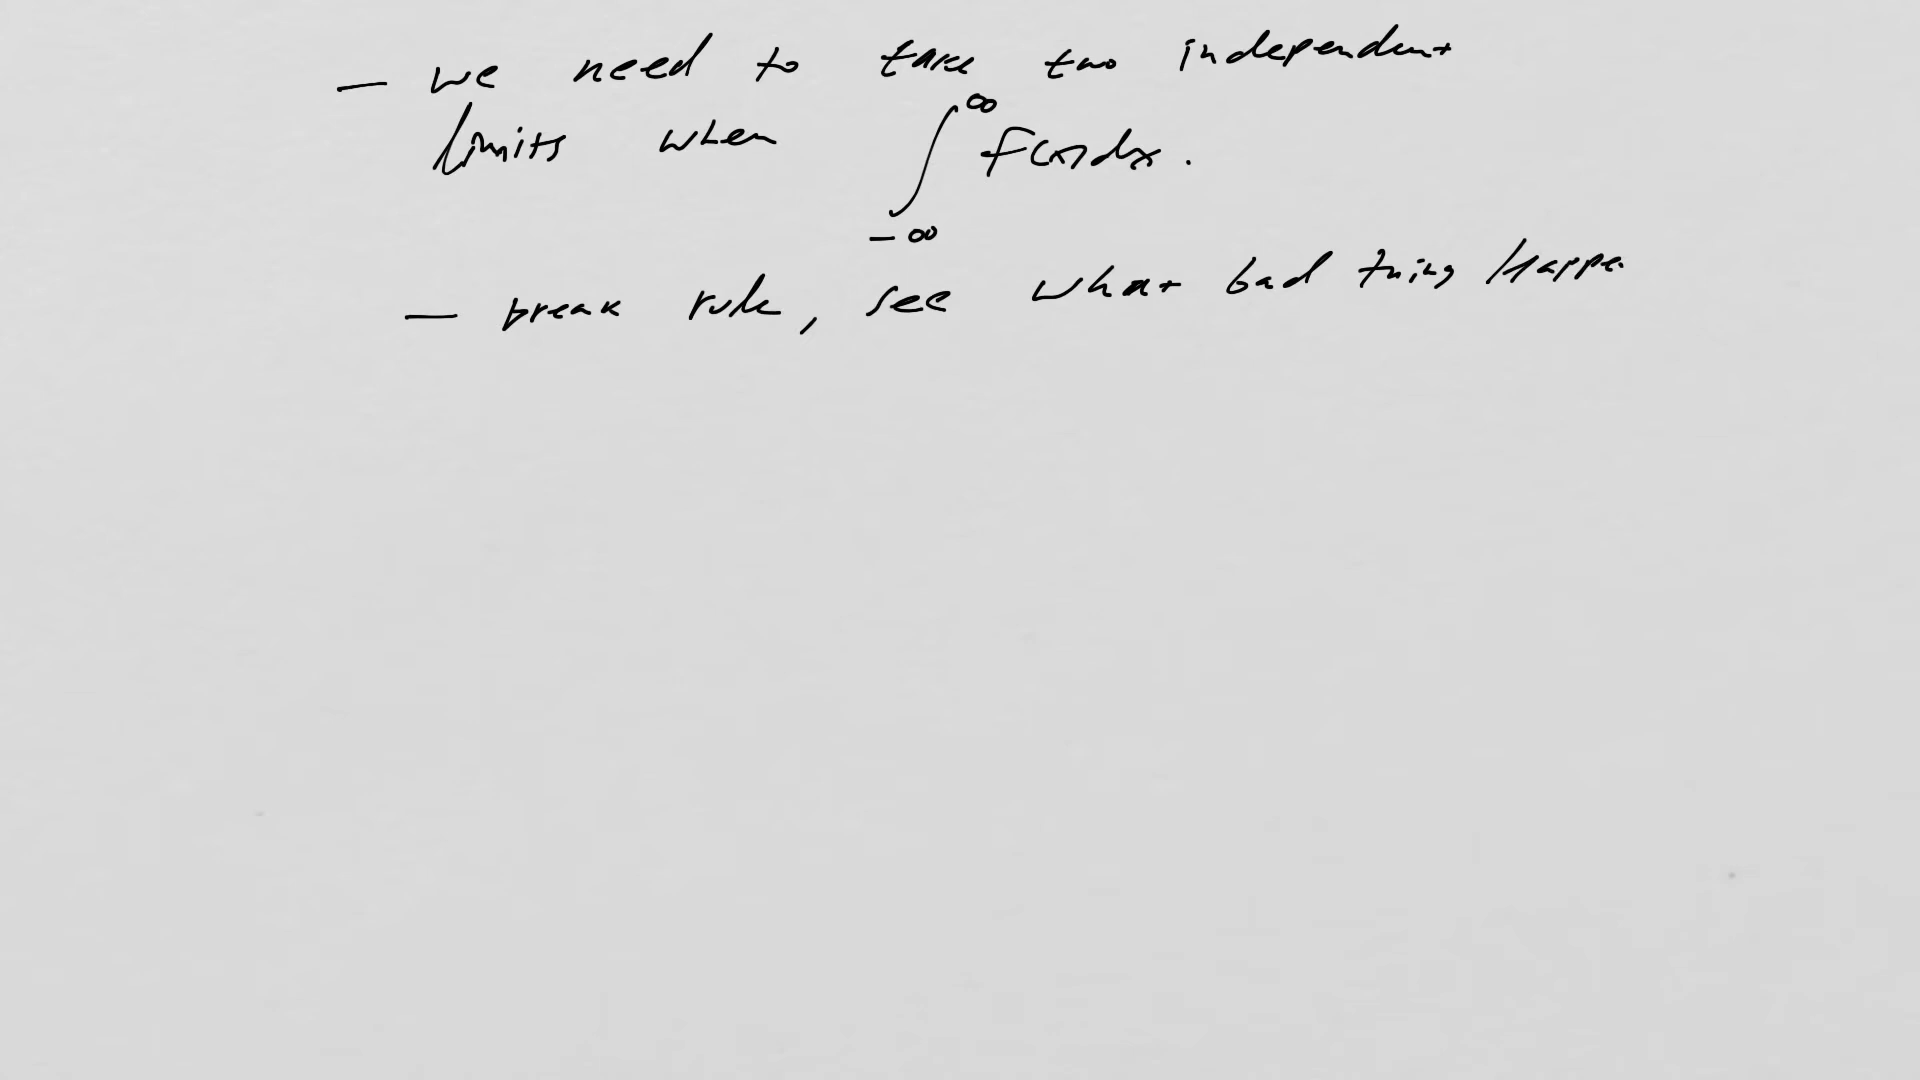 — we need to take two independent
limits when ∫_{-∞}^{∞} f(x)dx.
— break rule, see what bad thing happe.